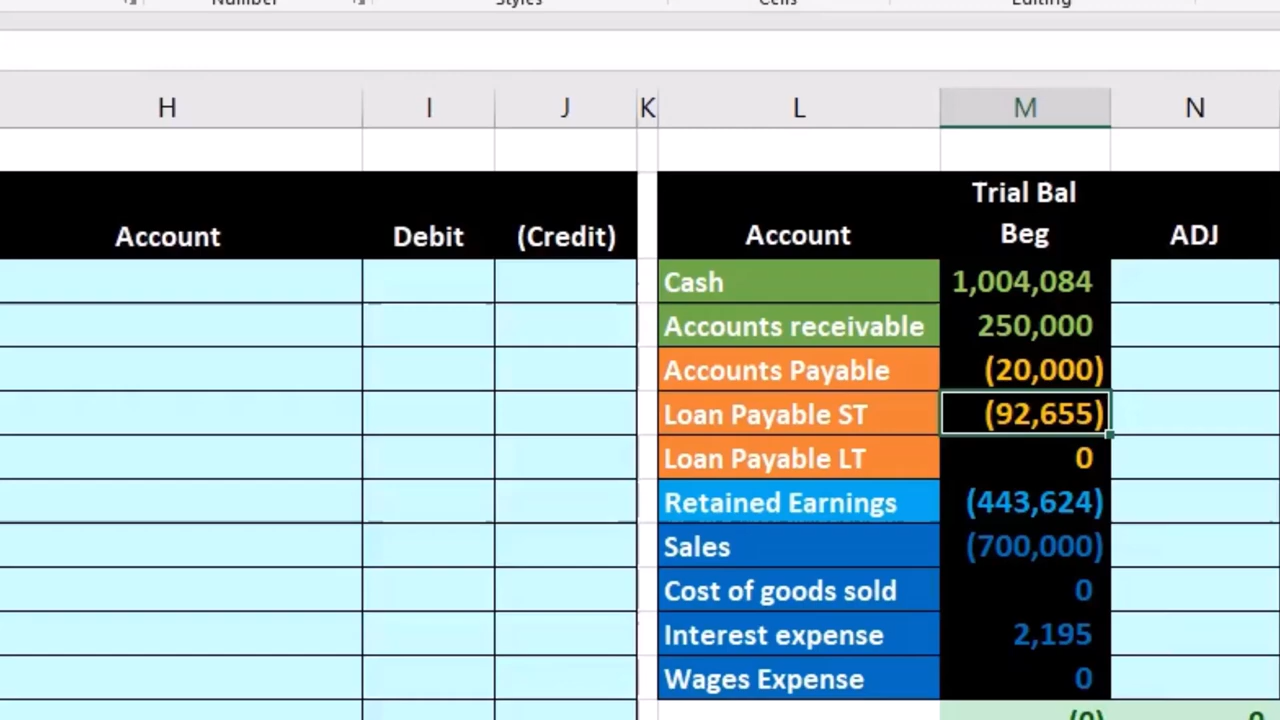 Number Styles Cells Editing
H I J K L M N
Account Debit (Credit) Account Trial Bal Beg ADJ
Cash 1,004,084
Accounts receivable 250,000
Accounts Payable (20,000)
Loan Payable ST (92,655)
Loan Payable LT 0
Retained Earnings (443,624)
Sales (700,000)
Cost of goods sold 0
Interest expense 2,195
Wages Expense 0
(0) 0